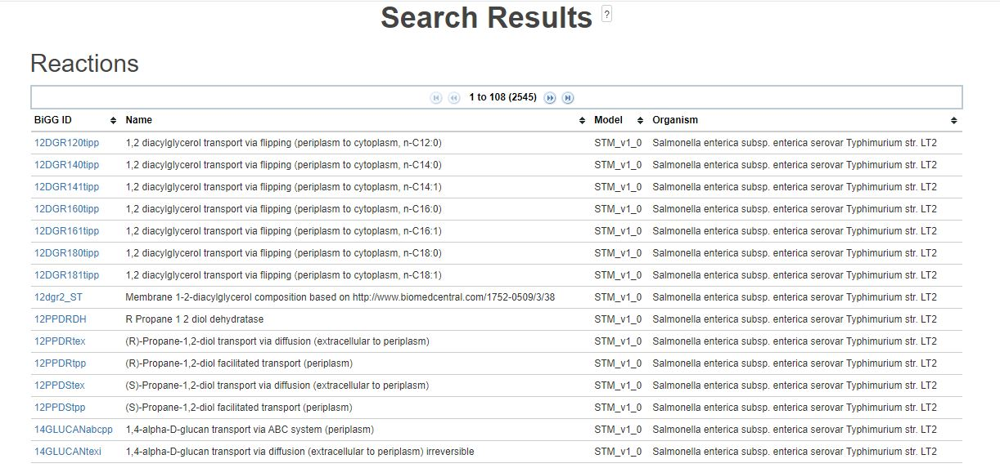 Search Results ?
Reactions
1 to 108 (2545)
BiGG ID Name Model Organism
12DGR120tipp 1,2 diacylglycerol transport via flipping (periplasm to cytoplasm, n-C12:0) STM_v1_0 Salmonella enterica subsp. enterica serovar Typhimurium str. LT2
12DGR140tipp 1,2 diacylglycerol transport via flipping (periplasm to cytoplasm, n-C14:0) STM_v1_0 Salmonella enterica subsp. enterica serovar Typhimurium str. LT2
12DGR141tipp 1,2 diacylglycerol transport via flipping (periplasm to cytoplasm, n-C14:1) STM_v1_0 Salmonella enterica subsp. enterica serovar Typhimurium str. LT2
12DGR160tipp 1,2 diacylglycerol transport via flipping (periplasm to cytoplasm, n-C16:0) STM_v1_0 Salmonella enterica subsp. enterica serovar Typhimurium str. LT2
12DGR161tipp 1,2 diacylglycerol transport via flipping (periplasm to cytoplasm, n-C16:1) STM_v1_0 Salmonella enterica subsp. enterica serovar Typhimurium str. LT2
12DGR180tipp 1,2 diacylglycerol transport via flipping (periplasm to cytoplasm, n-C18:0) STM_v1_0 Salmonella enterica subsp. enterica serovar Typhimurium str. LT2
12DGR181tipp 1,2 diacylglycerol transport via flipping (periplasm to cytoplasm, n-C18:1) STM_v1_0 Salmonella enterica subsp. enterica serovar Typhimurium str. LT2
12dgr2_ST Membrane 1-2-diacylglycerol composition based on http://www.biomedcentral.com/1752-0509/3/38 STM_v1_0 Salmonella enterica subsp. enterica serovar Typhimurium str. LT2
12PPDRDH R Propane 1 2 diol dehydratase STM_v1_0 Salmonella enterica subsp. enterica serovar Typhimurium str. LT2
12PPDRtex (R)-Propane-1,2-diol transport via diffusion (extracellular to periplasm) STM_v1_0 Salmonella enterica subsp. enterica serovar Typhimurium str. LT2
12PPDRtpp (R)-Propane-1,2-diol facilitated transport (periplasm) STM_v1_0 Salmonella enterica subsp. enterica serovar Typhimurium str. LT2
12PPDStex (S)-Propane-1,2-diol transport via diffusion (extracellular to periplasm) STM_v1_0 Salmonella enterica subsp. enterica serovar Typhimurium str. LT2
12PPDStpp (S)-Propane-1,2-diol facilitated transport (periplasm) STM_v1_0 Salmonella enterica subsp. enterica serovar Typhimurium str. LT2
14GLUCANabcpp 1,4-alpha-D-glucan transport via ABC system (periplasm) STM_v1_0 Salmonella enterica subsp. enterica serovar Typhimurium str. LT2
14GLUCANtexi 1,4-alpha-D-glucan transport via diffusion (extracellular to periplasm) irreversible STM_v1_0 Salmonella enterica subsp. enterica serovar Typhimurium str. LT2